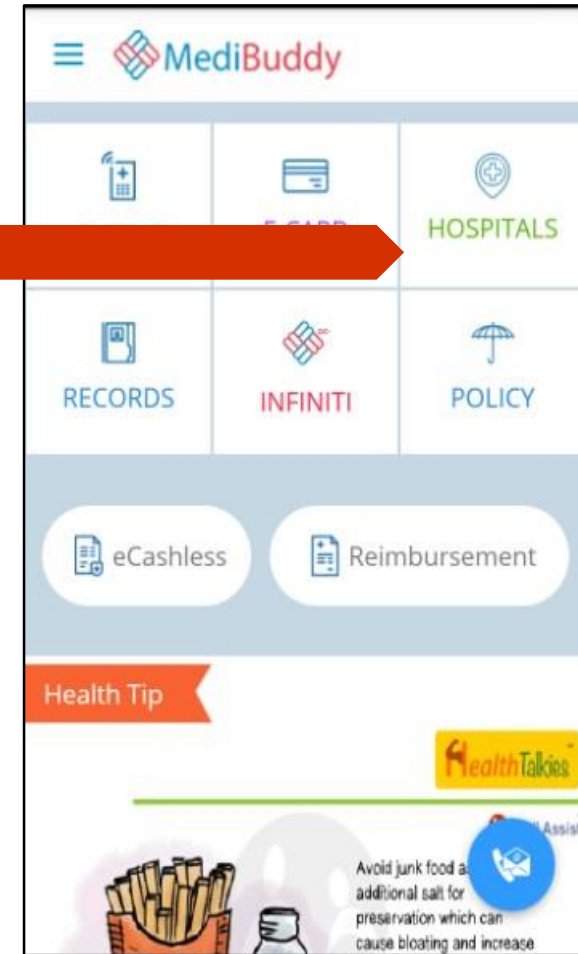 MediBuddy
HOSPITALS
RECORDS
INFINITI
POLICY
eCashless
Reimbursement
Health Tip
HealthTalkies
Avoid junk food
additional salt for
preservation which can
cause bloating and increase